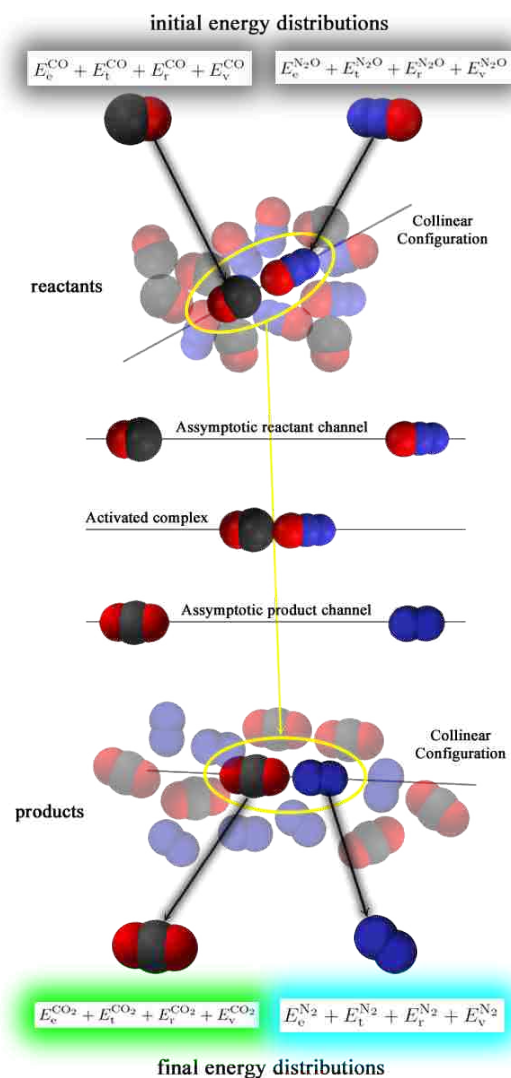 initial energy distributions
E_e^CO + E_t^CO + E_r^CO + E_v^CO
E_e^N₂O + E_t^N₂O + E_r^N₂O + E_v^N₂O
Collinear
Configuration
reactants
Assymptotic reactant channel
Activated complex
Assymptotic product channel
Collinear
Configuration
products
E_e^CO₂ + E_t^CO₂ + E_r^CO₂ + E_v^CO₂
E_e^N₂ + E_t^N₂ + E_r^N₂ + E_v^N₂
final energy distributions